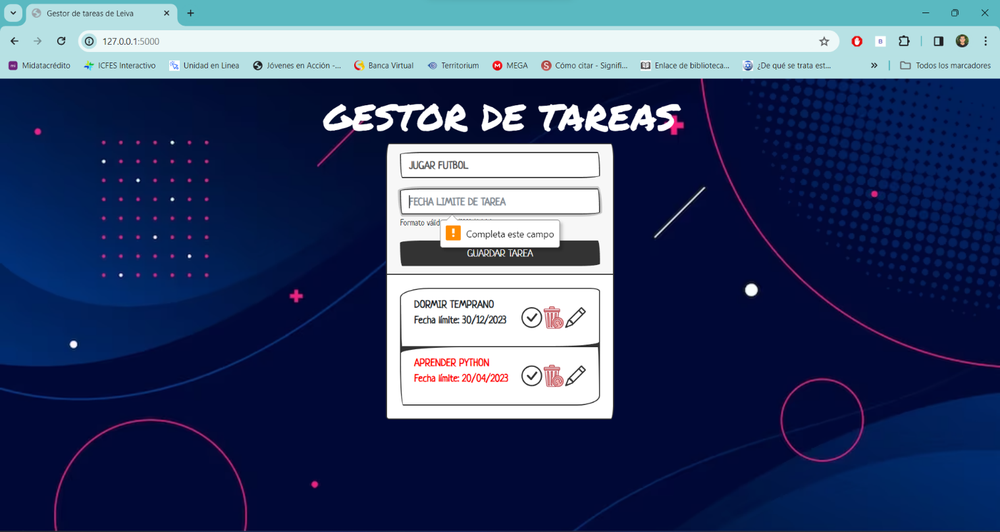 Gestor de tareas de Leiva
127.0.0.1:5000
B
mi Midatacrédito
ICFES Interactivo
Unidad en Linea
Jóvenes en Acción -...
Banca Virtual
Territorium
M MEGA
S Cómo citar - Signifi...
Enlace de biblioteca...
¿De qué se trata est...
Todos los marcadores
GESTOR DE TAREAS
JUGAR FUTBOL
FECHA LIMITE DE TAREA
Formato
! Completa este campo
GUARDAR TAREA
DORMIR TEMPRANO
Fecha límite: 30/12/2023
APRENDER PYTHON
Fecha límite: 20/04/2023